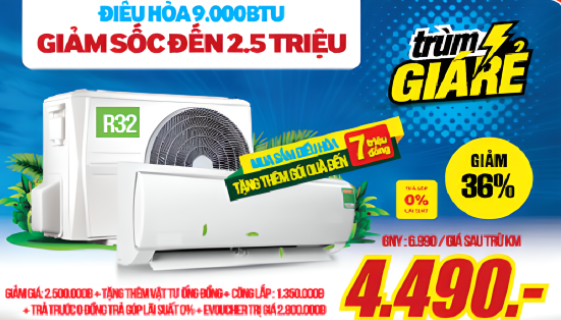 ĐIỀU HÒA 9.000BTU
GIẢM SỐC ĐẾN 2.5 TRIỆU
trùm
GIÁ RẺ
R32
MUA SẮM ĐIỀU HÒA
TẶNG THÊM GÓI QUÀ ĐẾN
7 triệu
đồng
GIẢM
36%
0%
GNY : 6.990 / GIÁ SAU TRỪ KM
4.490.-
GIẢM GIÁ: 2.500.000Đ + TẶNG THÊM VẬT TƯ ỐNG ĐỒNG + CÔNG LẮP : 1.350.000Đ
+ TRẢ TRƯỚC 0 ĐỒNG TRẢ GÓP LÃI SUẤT 0% + EVOUCHER TRỊ GIÁ 2.800.000Đ